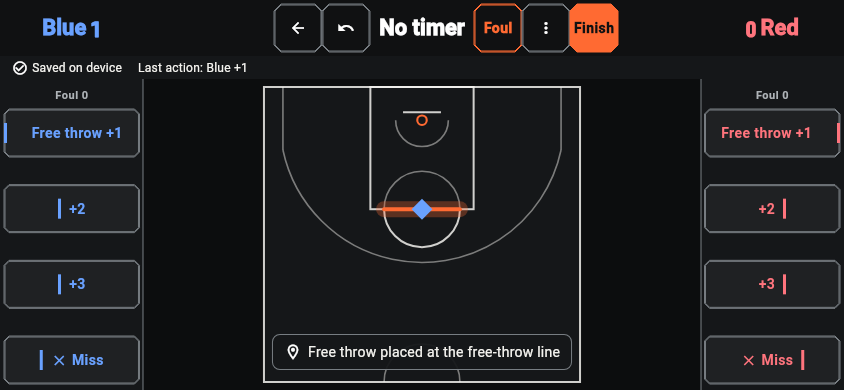 Blue 1
No timer
Foul
Finish
0 Red
Saved on device
Last action: Blue +1
Foul 0
Free throw +1
+2
+3
Miss
Free throw placed at the free-throw line
Foul 0
Free throw +1
+2
+3
Miss